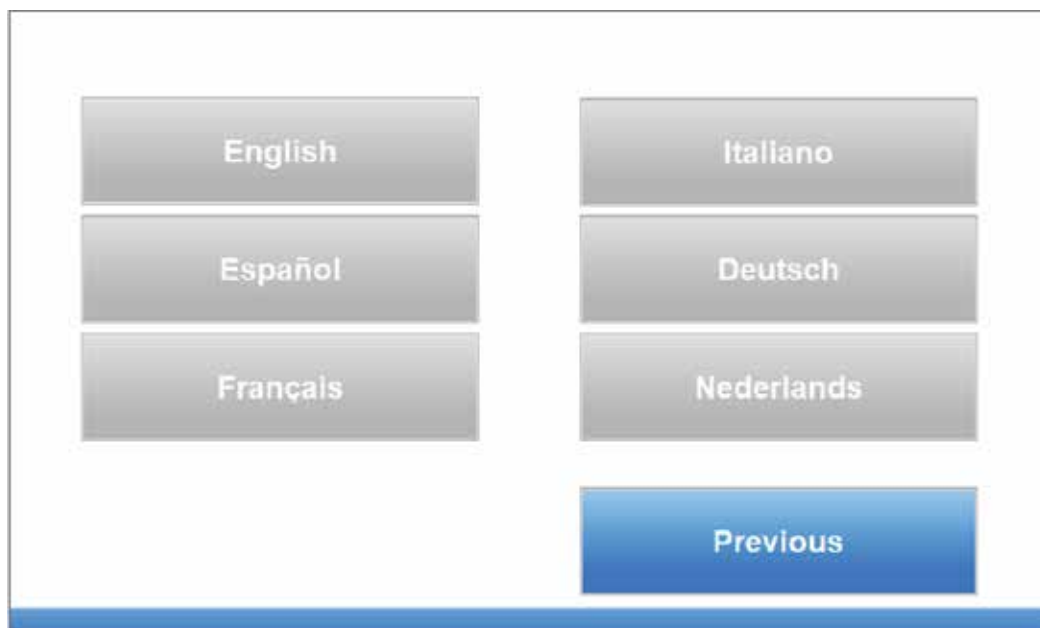 English
Italiano
Español
Deutsch
Français
Nederlands
Previous